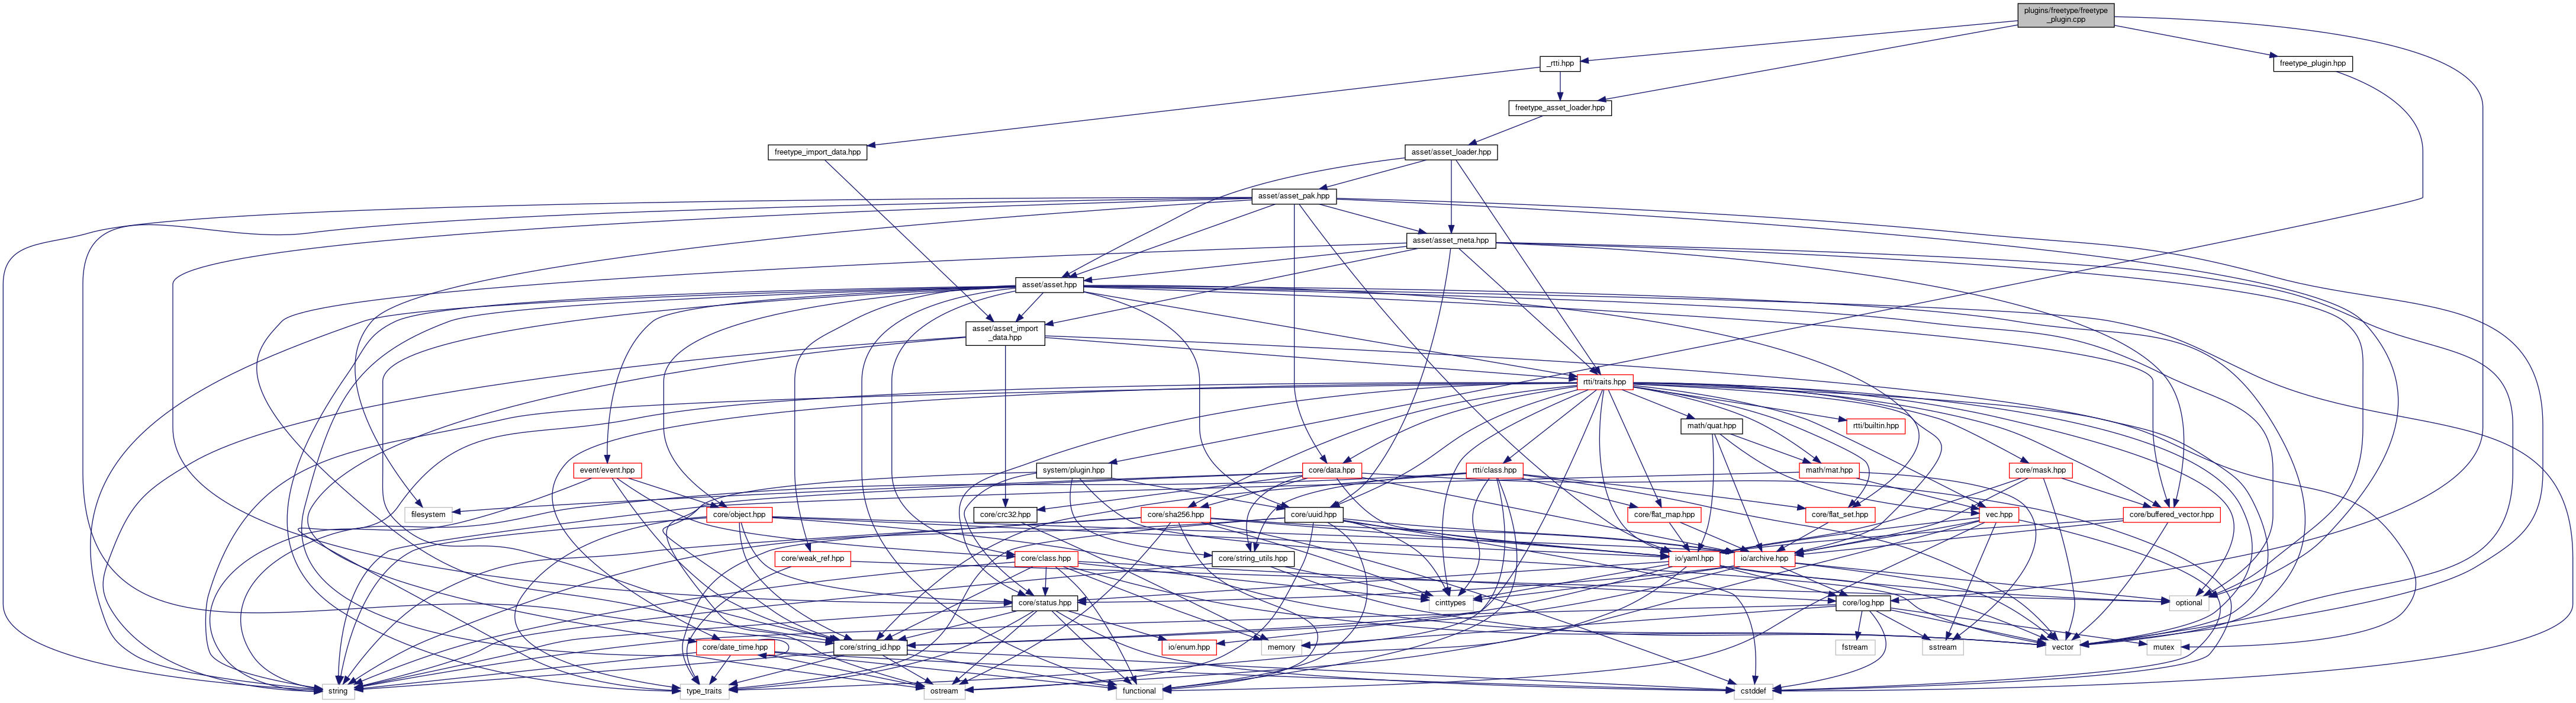 plugins/freetype/freetype
_plugin.cpp
_rtti.hpp
freetype_plugin.hpp
freetype_asset_loader.hpp
freetype_import_data.hpp
asset/asset_loader.hpp
asset/asset_pak.hpp
asset/asset_meta.hpp
asset/asset.hpp
asset/asset_import
_data.hpp
rtti/traits.hpp
math/quat.hpp
rtti/builtin.hpp
event/event.hpp
system/plugin.hpp
core/data.hpp
rtti/class.hpp
math/mat.hpp
core/mask.hpp
filesystem
core/object.hpp
core/crc32.hpp
core/sha256.hpp
core/uuid.hpp
core/flat_map.hpp
core/flat_set.hpp
vec.hpp
core/buffered_vector.hpp
core/weak_ref.hpp
core/class.hpp
core/string_utils.hpp
io/yaml.hpp
io/archive.hpp
core/status.hpp
cinttypes
core/log.hpp
optional
core/date_time.hpp
core/string_id.hpp
io/enum.hpp
memory
fstream
sstream
vector
mutex
string
type_traits
ostream
functional
cstddef